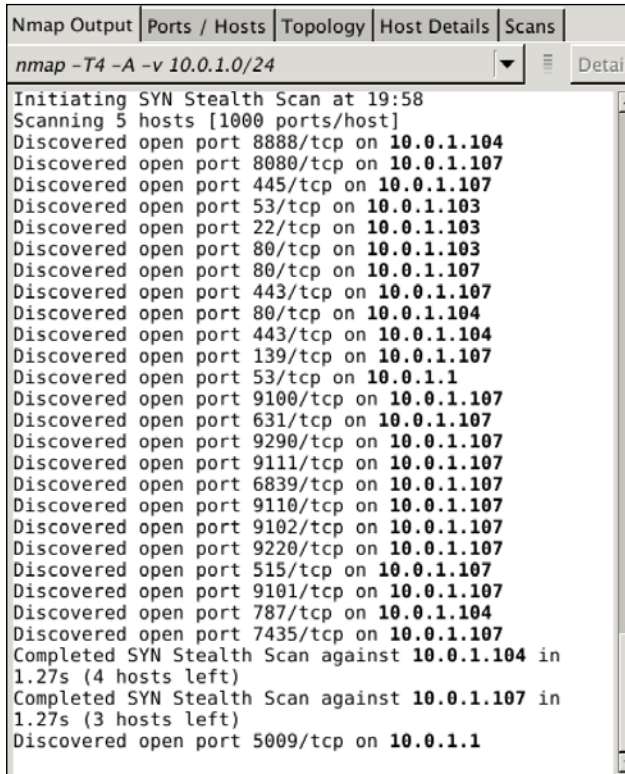 Nmap Output Ports / Hosts Topology Host Details Scans
nmap -T4 -A -v 10.0.1.0/24 Detai
Initiating SYN Stealth Scan at 19:58
Scanning 5 hosts [1000 ports/host]
Discovered open port 8888/tcp on 10.0.1.104
Discovered open port 8080/tcp on 10.0.1.107
Discovered open port 445/tcp on 10.0.1.107
Discovered open port 53/tcp on 10.0.1.103
Discovered open port 22/tcp on 10.0.1.103
Discovered open port 80/tcp on 10.0.1.103
Discovered open port 80/tcp on 10.0.1.107
Discovered open port 443/tcp on 10.0.1.107
Discovered open port 80/tcp on 10.0.1.104
Discovered open port 443/tcp on 10.0.1.104
Discovered open port 139/tcp on 10.0.1.107
Discovered open port 53/tcp on 10.0.1.1
Discovered open port 9100/tcp on 10.0.1.107
Discovered open port 631/tcp on 10.0.1.107
Discovered open port 9290/tcp on 10.0.1.107
Discovered open port 9111/tcp on 10.0.1.107
Discovered open port 6839/tcp on 10.0.1.107
Discovered open port 9110/tcp on 10.0.1.107
Discovered open port 9102/tcp on 10.0.1.107
Discovered open port 9220/tcp on 10.0.1.107
Discovered open port 515/tcp on 10.0.1.107
Discovered open port 9101/tcp on 10.0.1.107
Discovered open port 787/tcp on 10.0.1.104
Discovered open port 7435/tcp on 10.0.1.107
Completed SYN Stealth Scan against 10.0.1.104 in
1.27s (4 hosts left)
Completed SYN Stealth Scan against 10.0.1.107 in
1.27s (3 hosts left)
Discovered open port 5009/tcp on 10.0.1.1